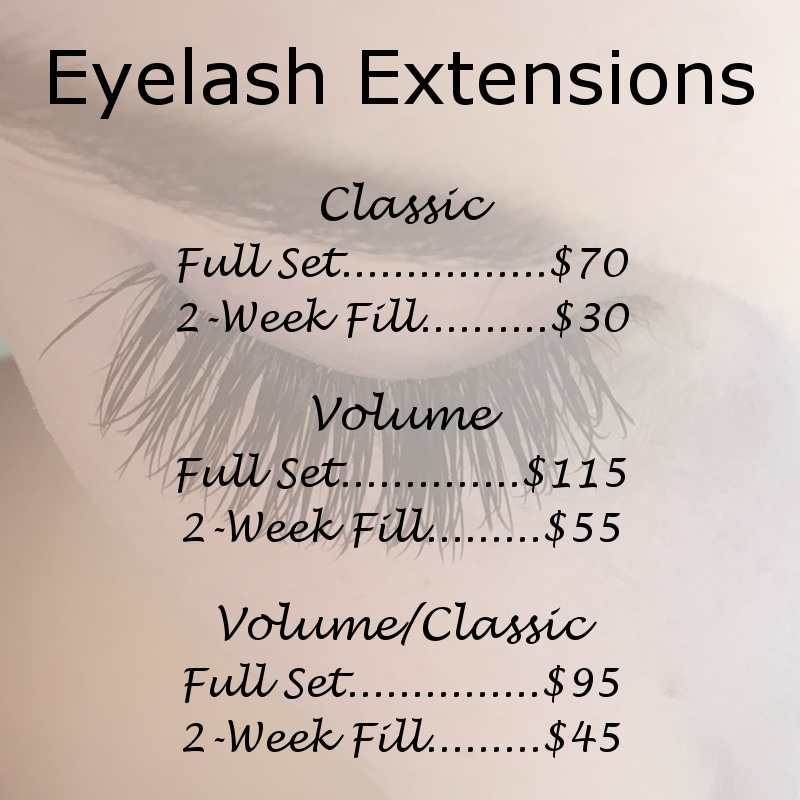 Eyelash Extensions
Classic
Full Set................$70
2-Week Fill..........$30
Volume
Full Set..............$115
2-Week Fill.........$55
Volume/Classic
Full Set...............$95
2-Week Fill.........$45